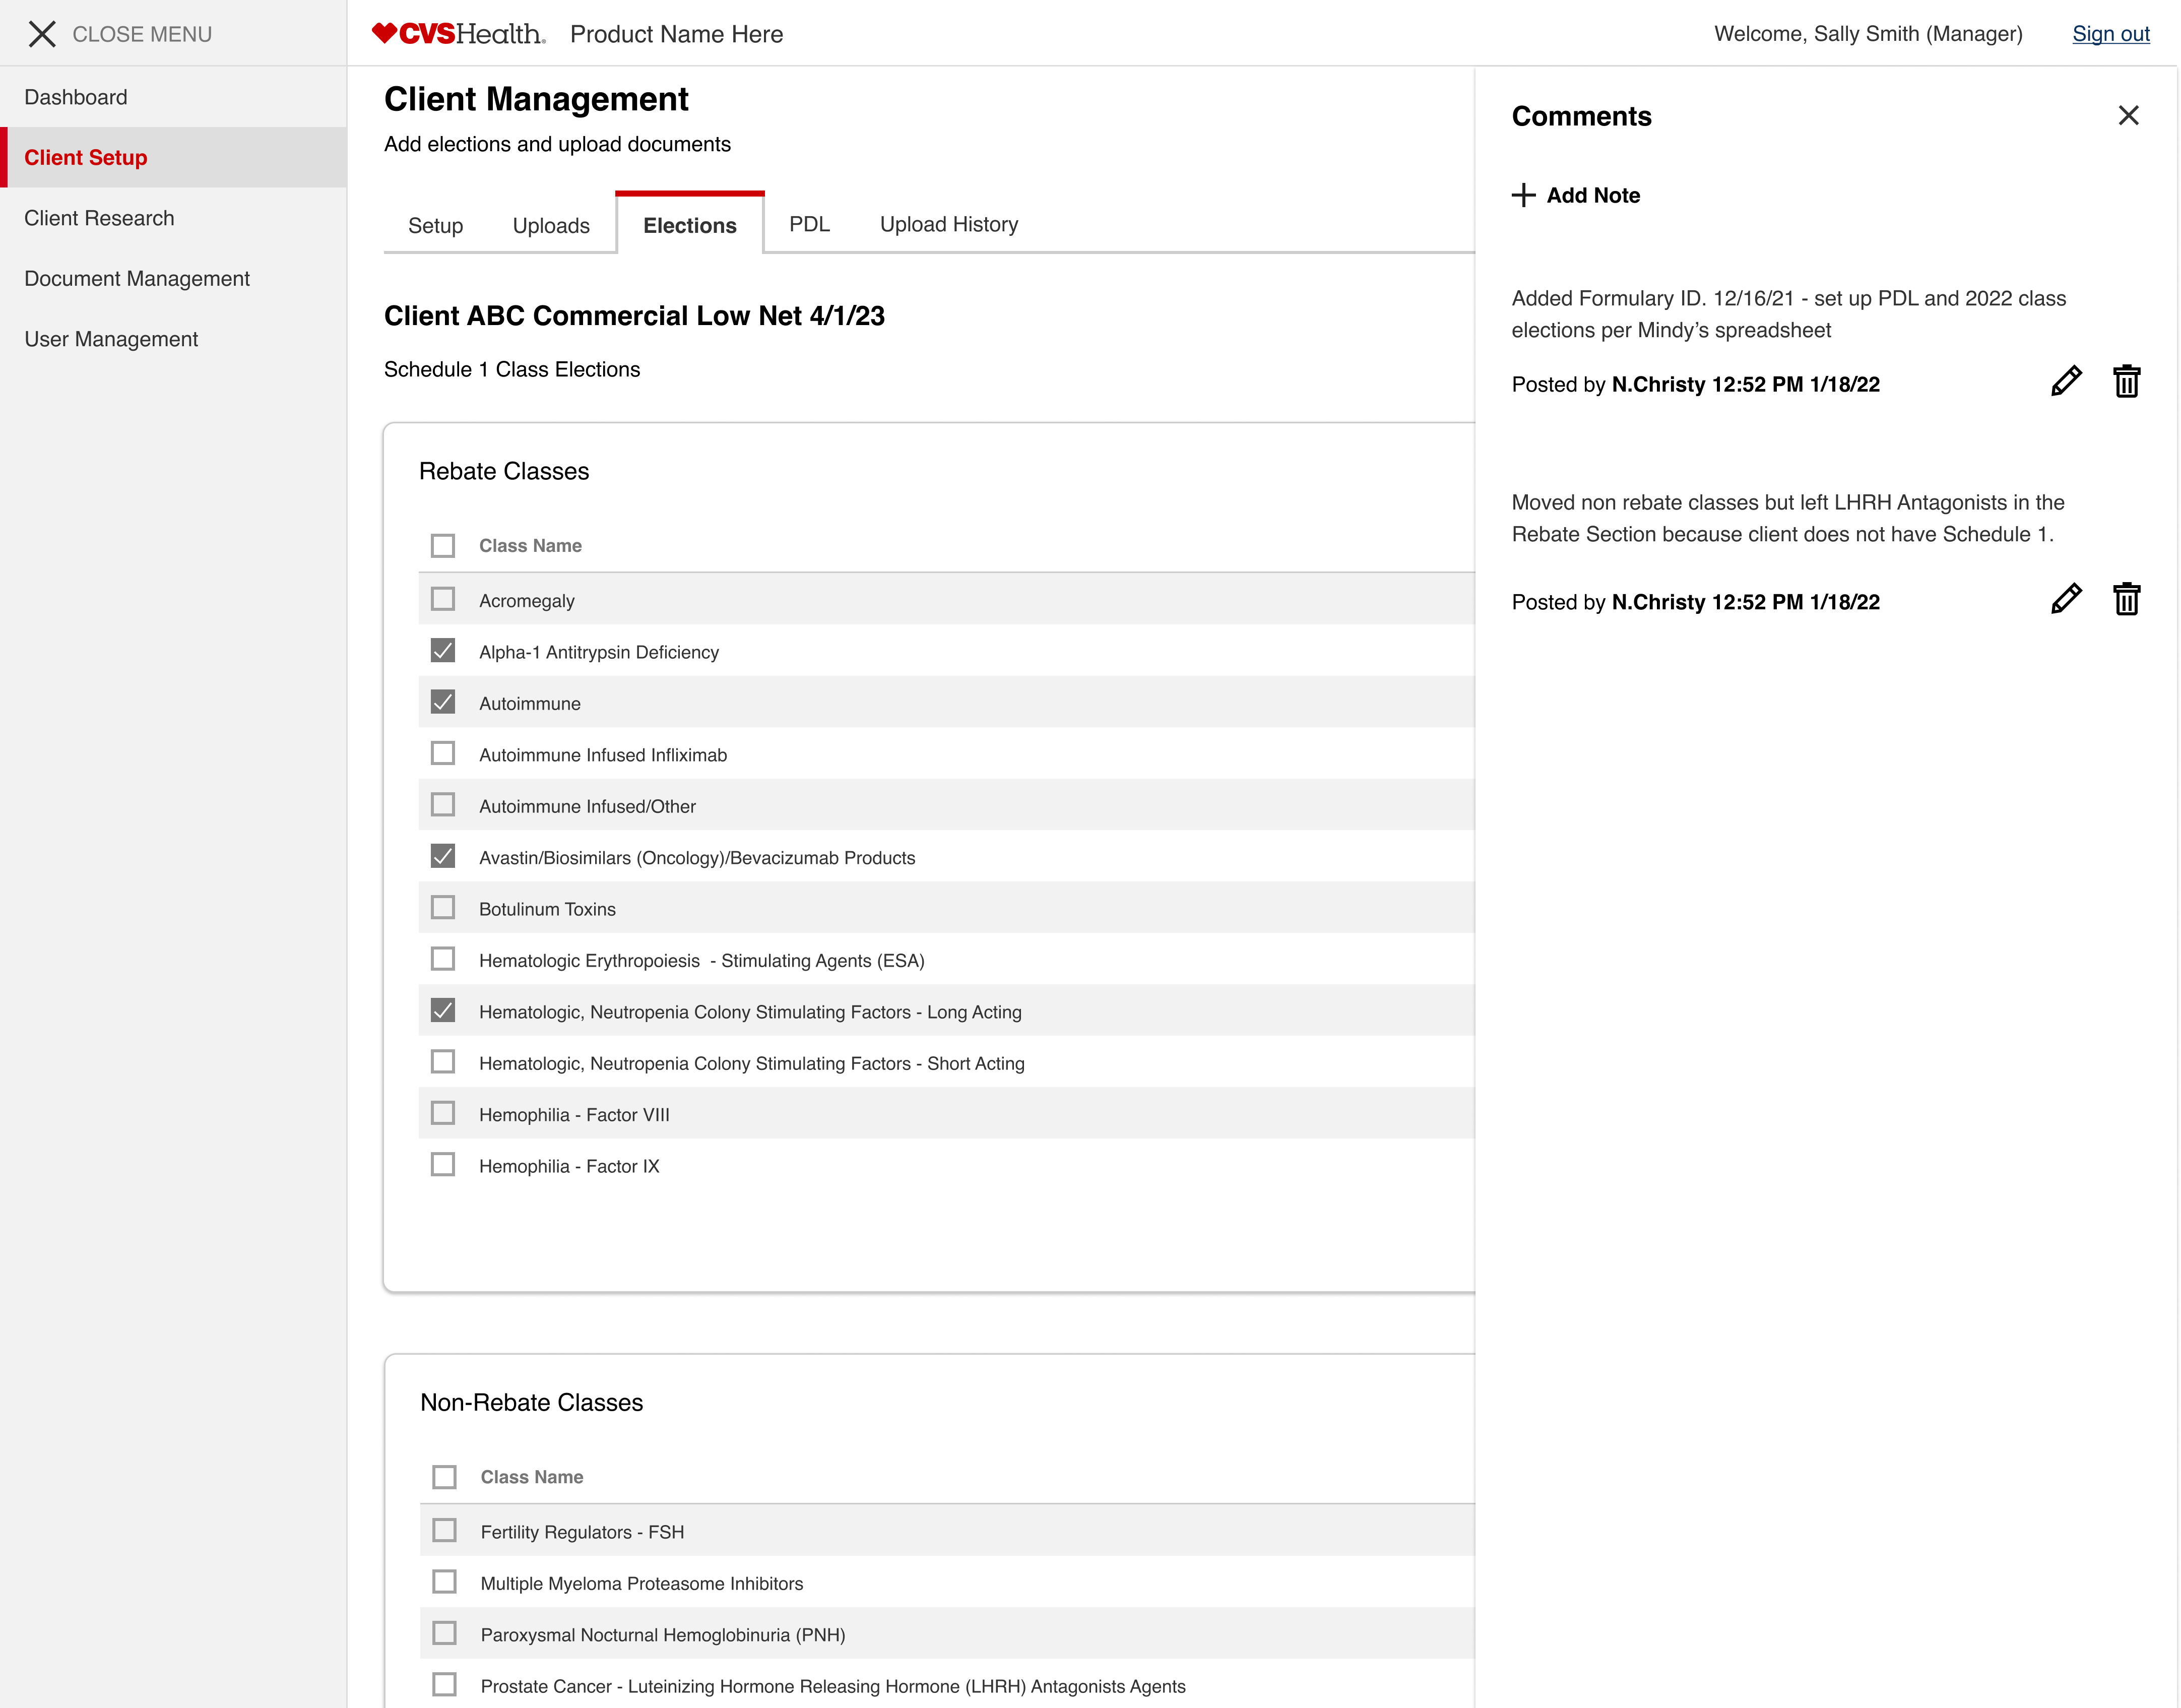 CLOSE MENU
CVSHealth.
Product Name Here
Welcome, Sally Smith (Manager)
Sign out
Dashboard
Client Setup
Client Research
Document Management
User Management
Client Management
Add elections and upload documents
Setup
Uploads
Elections
PDL
Upload History
Client ABC Commercial Low Net 4/1/23
Schedule 1 Class Elections
Rebate Classes
Class Name
Acromegaly
Alpha-1 Antitrypsin Deficiency
Autoimmune
Autoimmune Infused Infliximab
Autoimmune Infused/Other
Avastin/Biosimilars (Oncology)/Bevacizumab Products
Botulinum Toxins
Hematologic Erythropoiesis  - Stimulating Agents (ESA)
Hematologic, Neutropenia Colony Stimulating Factors - Long Acting
Hematologic, Neutropenia Colony Stimulating Factors - Short Acting
Hemophilia - Factor VIII
Hemophilia - Factor IX
Non-Rebate Classes
Class Name
Fertility Regulators - FSH
Multiple Myeloma Proteasome Inhibitors
Paroxysmal Nocturnal Hemoglobinuria (PNH)
Prostate Cancer - Luteinizing Hormone Releasing Hormone (LHRH) Antagonists Agents
Comments
Add Note
Added Formulary ID. 12/16/21 - set up PDL and 2022 class
elections per Mindy’s spreadsheet
Posted by N.Christy 12:52 PM 1/18/22
Moved non rebate classes but left LHRH Antagonists in the
Rebate Section because client does not have Schedule 1.
Posted by N.Christy 12:52 PM 1/18/22